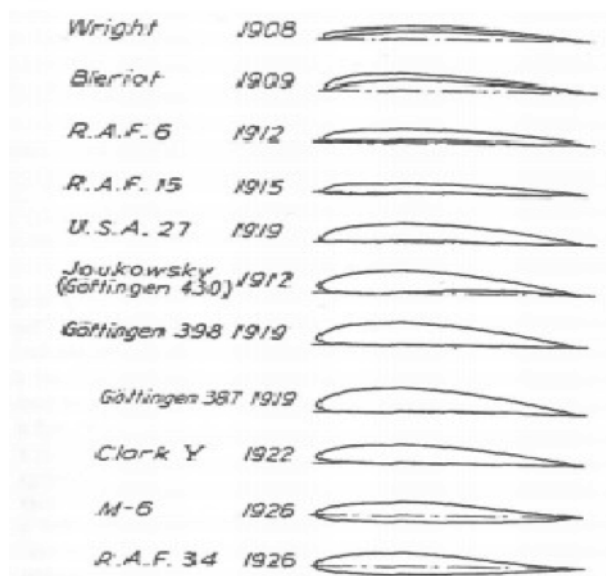 Wright 1908
Bleriot 1909
R.A.F. 6 1912
R.A.F. 15 1915
U.S.A. 27 1919
Joukowsky
(Göttingen 430) 1912
Göttingen 398 1919
Göttingen 387 1919
Clark Y 1922
M-6 1926
R.A.F. 34 1926